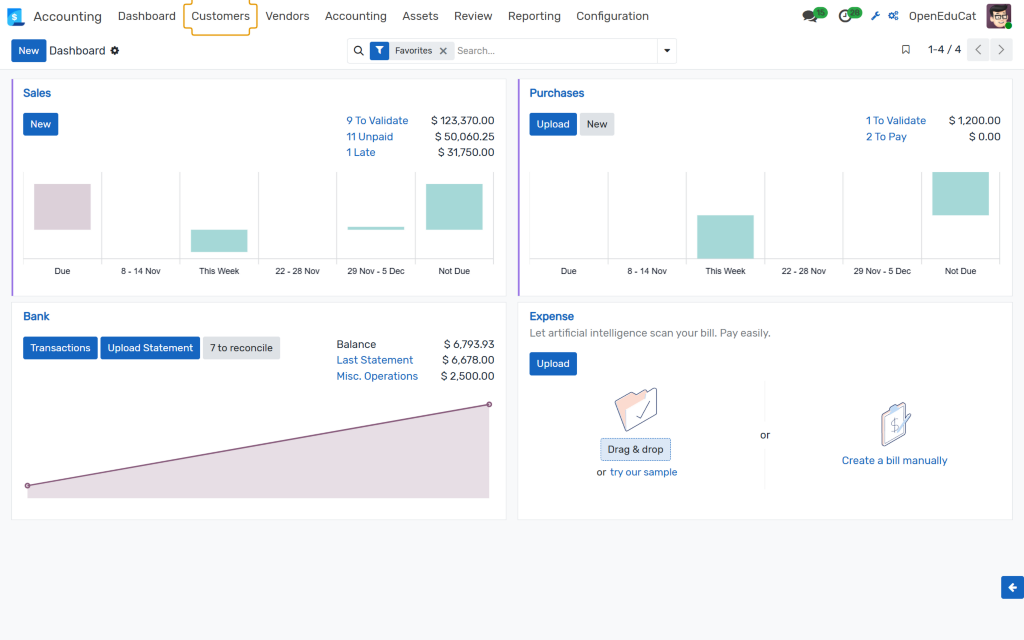 Accounting Dashboard Customers Vendors Accounting Assets Review Reporting Configuration 15 28 OpenEduCat
New Dashboard Favorites Search... 1-4 / 4
Sales
New
9 To Validate $ 123,370.00
11 Unpaid $ 50,060.25
1 Late $ 31,750.00
Due 8 - 14 Nov This Week 22 - 28 Nov 29 Nov - 5 Dec Not Due
Purchases
Upload New
1 To Validate $ 1,200.00
2 To Pay $ 0.00
Due 8 - 14 Nov This Week 22 - 28 Nov 29 Nov - 5 Dec Not Due
Bank
Transactions Upload Statement 7 to reconcile
Balance $ 6,793.93
Last Statement $ 6,678.00
Misc. Operations $ 2,500.00
Expense
Let artificial intelligence scan your bill. Pay easily.
Upload
Drag & drop
or try our sample
or
Create a bill manually